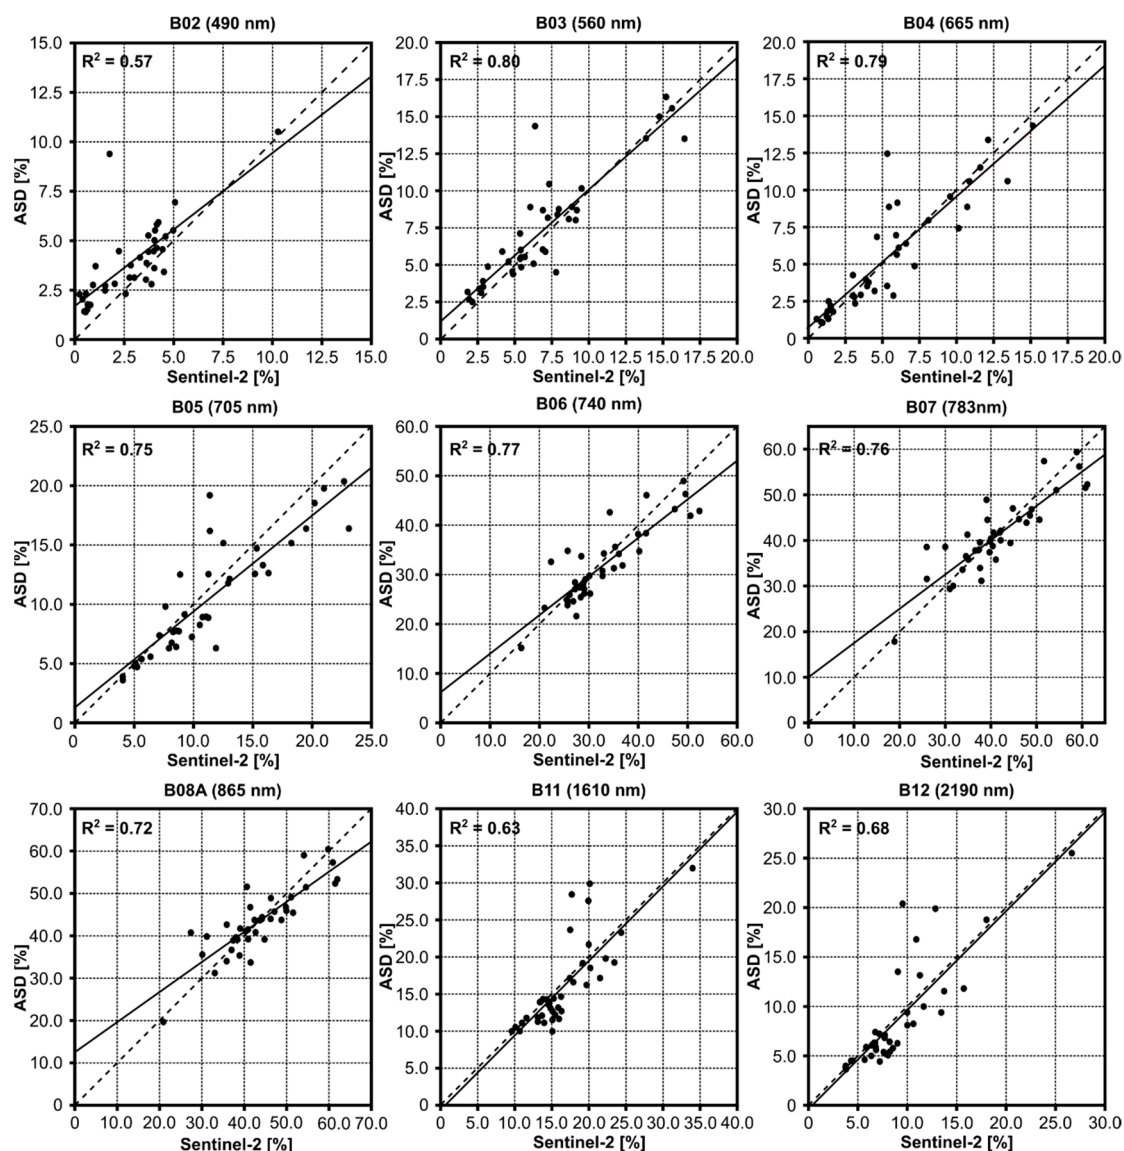 B02 (490 nm)
B03 (560 nm)
B04 (665 nm)
R² = 0.57
R² = 0.80
R² = 0.79
15.0
12.5
10.0
7.5
5.0
2.5
0
ASD [%]
0 2.5 5.0 7.5 10.0 12.5 15.0
Sentinel-2 [%]
20.0
17.5
15.0
12.5
10.0
7.5
5.0
2.5
0
ASD [%]
0 2.5 5.0 7.5 10.0 12.5 15.0 17.5 20.0
Sentinel-2 [%]
20.0
17.5
15.0
12.5
10.0
7.5
5.0
2.5
0
ASD [%]
0 2.5 5.0 7.5 10.0 12.5 15.0 17.5 20.0
Sentinel-2 [%]
B05 (705 nm)
B06 (740 nm)
B07 (783nm)
R² = 0.75
R² = 0.77
R² = 0.76
25.0
20.0
15.0
10.0
5.0
0
ASD [%]
0 5.0 10.0 15.0 20.0 25.0
Sentinel-2 [%]
60.0
50.0
40.0
30.0
20.0
10.0
0
ASD [%]
0 10.0 20.0 30.0 40.0 50.0 60.0
Sentinel-2 [%]
60.0
50.0
40.0
30.0
20.0
10.0
0
ASD [%]
0.0 10.0 20.0 30.0 40.0 50.0 60.0
Sentinel-2 [%]
B08A (865 nm)
B11 (1610 nm)
B12 (2190 nm)
R² = 0.72
R² = 0.63
R² = 0.68
70.0
60.0
50.0
40.0
30.0
20.0
10.0
0
ASD [%]
0 10.0 20.0 30.0 40.0 50.0 60.0 70.0
Sentinel-2 [%]
40.0
35.0
30.0
25.0
20.0
15.0
10.0
5.0
0
ASD [%]
0 5.0 10.0 15.0 20.0 25.0 30.0 35.0 40.0
Sentinel-2 [%]
30.0
25.0
20.0
15.0
10.0
5.0
0
ASD [%]
0 5.0 10.0 15.0 20.0 25.0 30.0
Sentinel-2 [%]